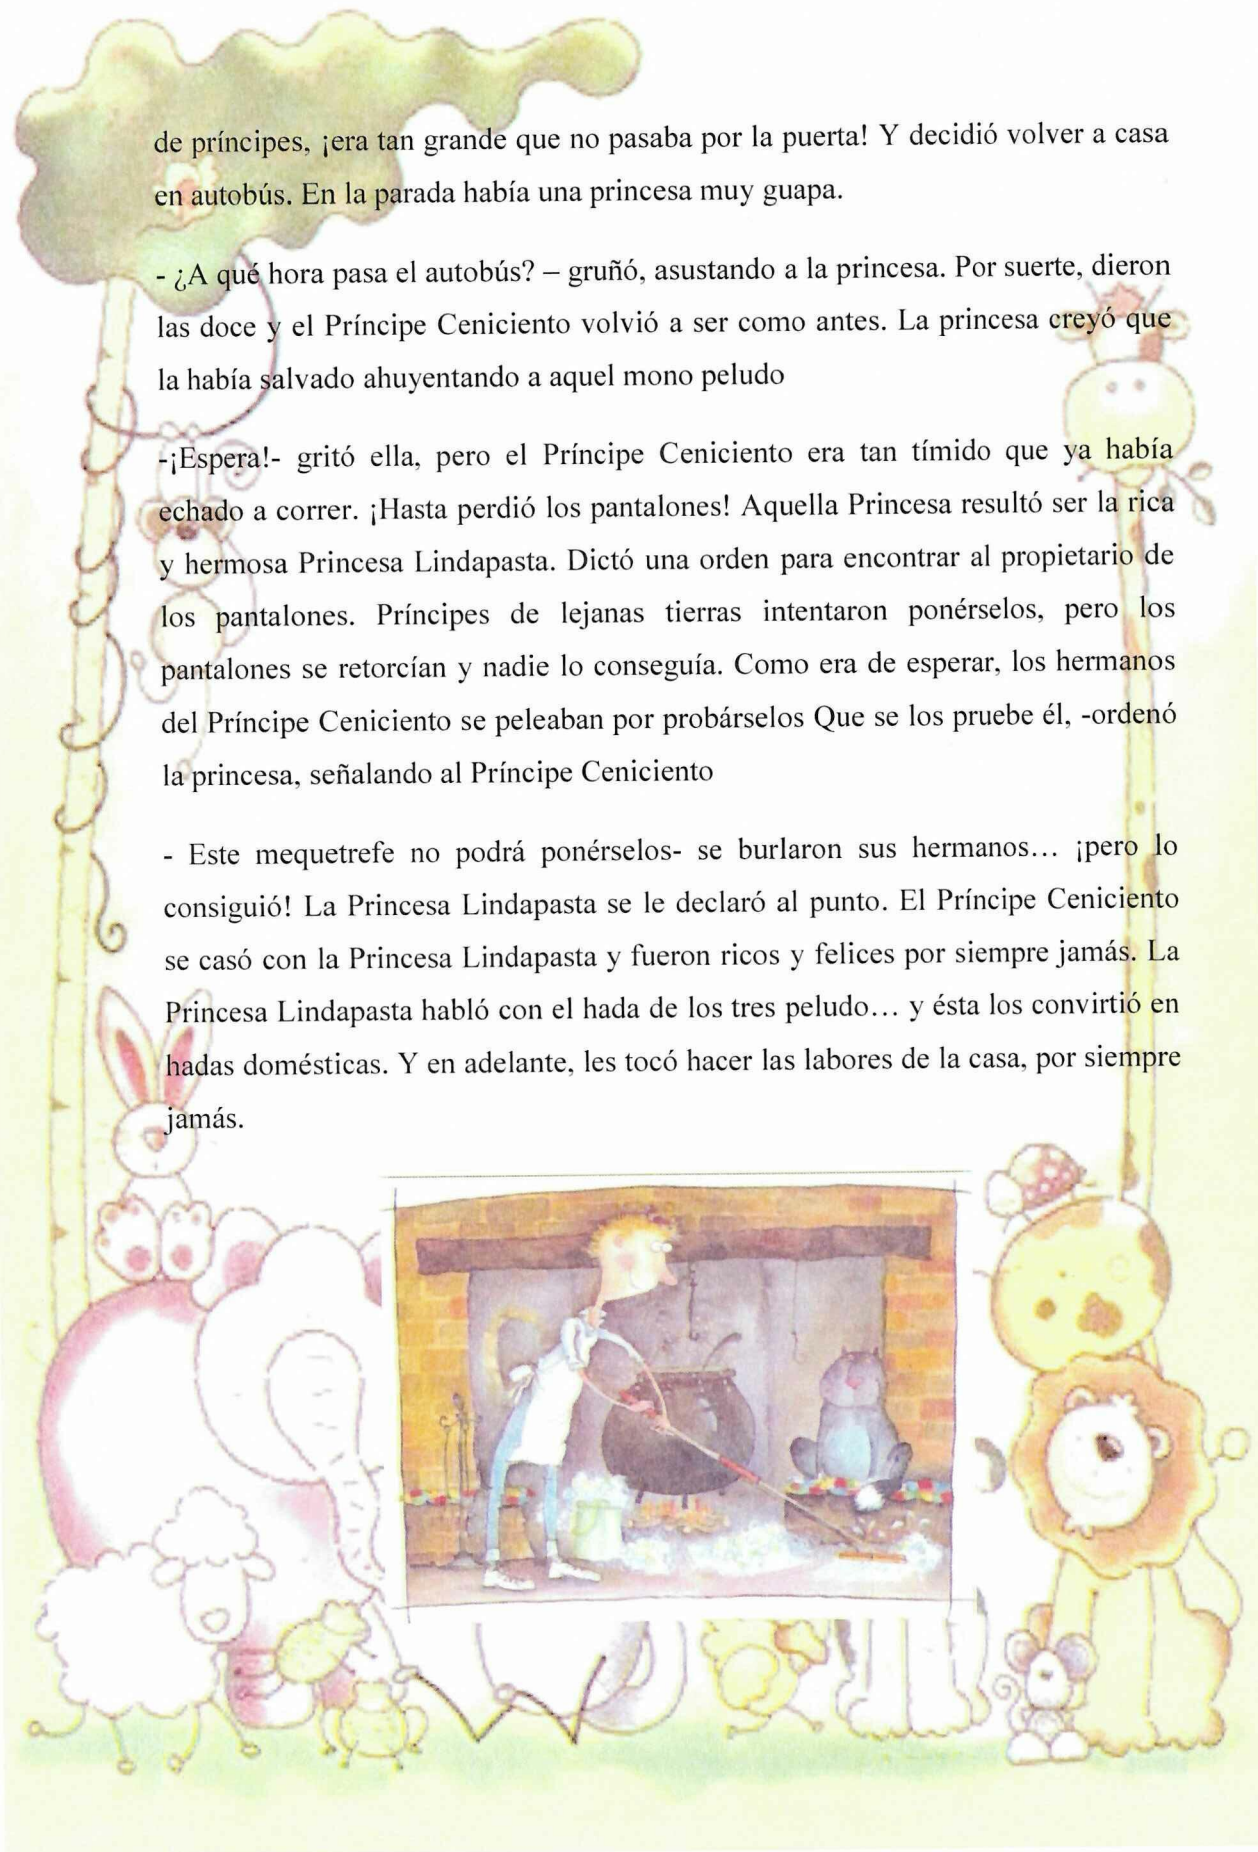 de príncipes, ¡era tan grande que no pasaba por la puerta! Y decidió volver a casa
en autobús. En la parada había una princesa muy guapa.
- ¿A qué hora pasa el autobús? – gruñó, asustando a la princesa. Por suerte, dieron
las doce y el Príncipe Ceniciento volvió a ser como antes. La princesa creyó que
la había salvado ahuyentando a aquel mono peludo
-¡Espera!- gritó ella, pero el Príncipe Ceniciento era tan tímido que ya había
echado a correr. ¡Hasta perdió los pantalones! Aquella Princesa resultó ser la rica
y hermosa Princesa Lindapasta. Dictó una orden para encontrar al propietario de
los pantalones. Príncipes de lejanas tierras intentaron ponérselos, pero los
pantalones se retorcían y nadie lo conseguía. Como era de esperar, los hermanos
del Príncipe Ceniciento se peleaban por probárselos Que se los pruebe él, -ordenó
la princesa, señalando al Príncipe Ceniciento
- Este mequetrefe no podrá ponérselos- se burlaron sus hermanos… ¡pero lo
consiguió! La Princesa Lindapasta se le declaró al punto. El Príncipe Ceniciento
se casó con la Princesa Lindapasta y fueron ricos y felices por siempre jamás. La
Princesa Lindapasta habló con el hada de los tres peludo… y ésta los convirtió en
hadas domésticas. Y en adelante, les tocó hacer las labores de la casa, por siempre
jamás.